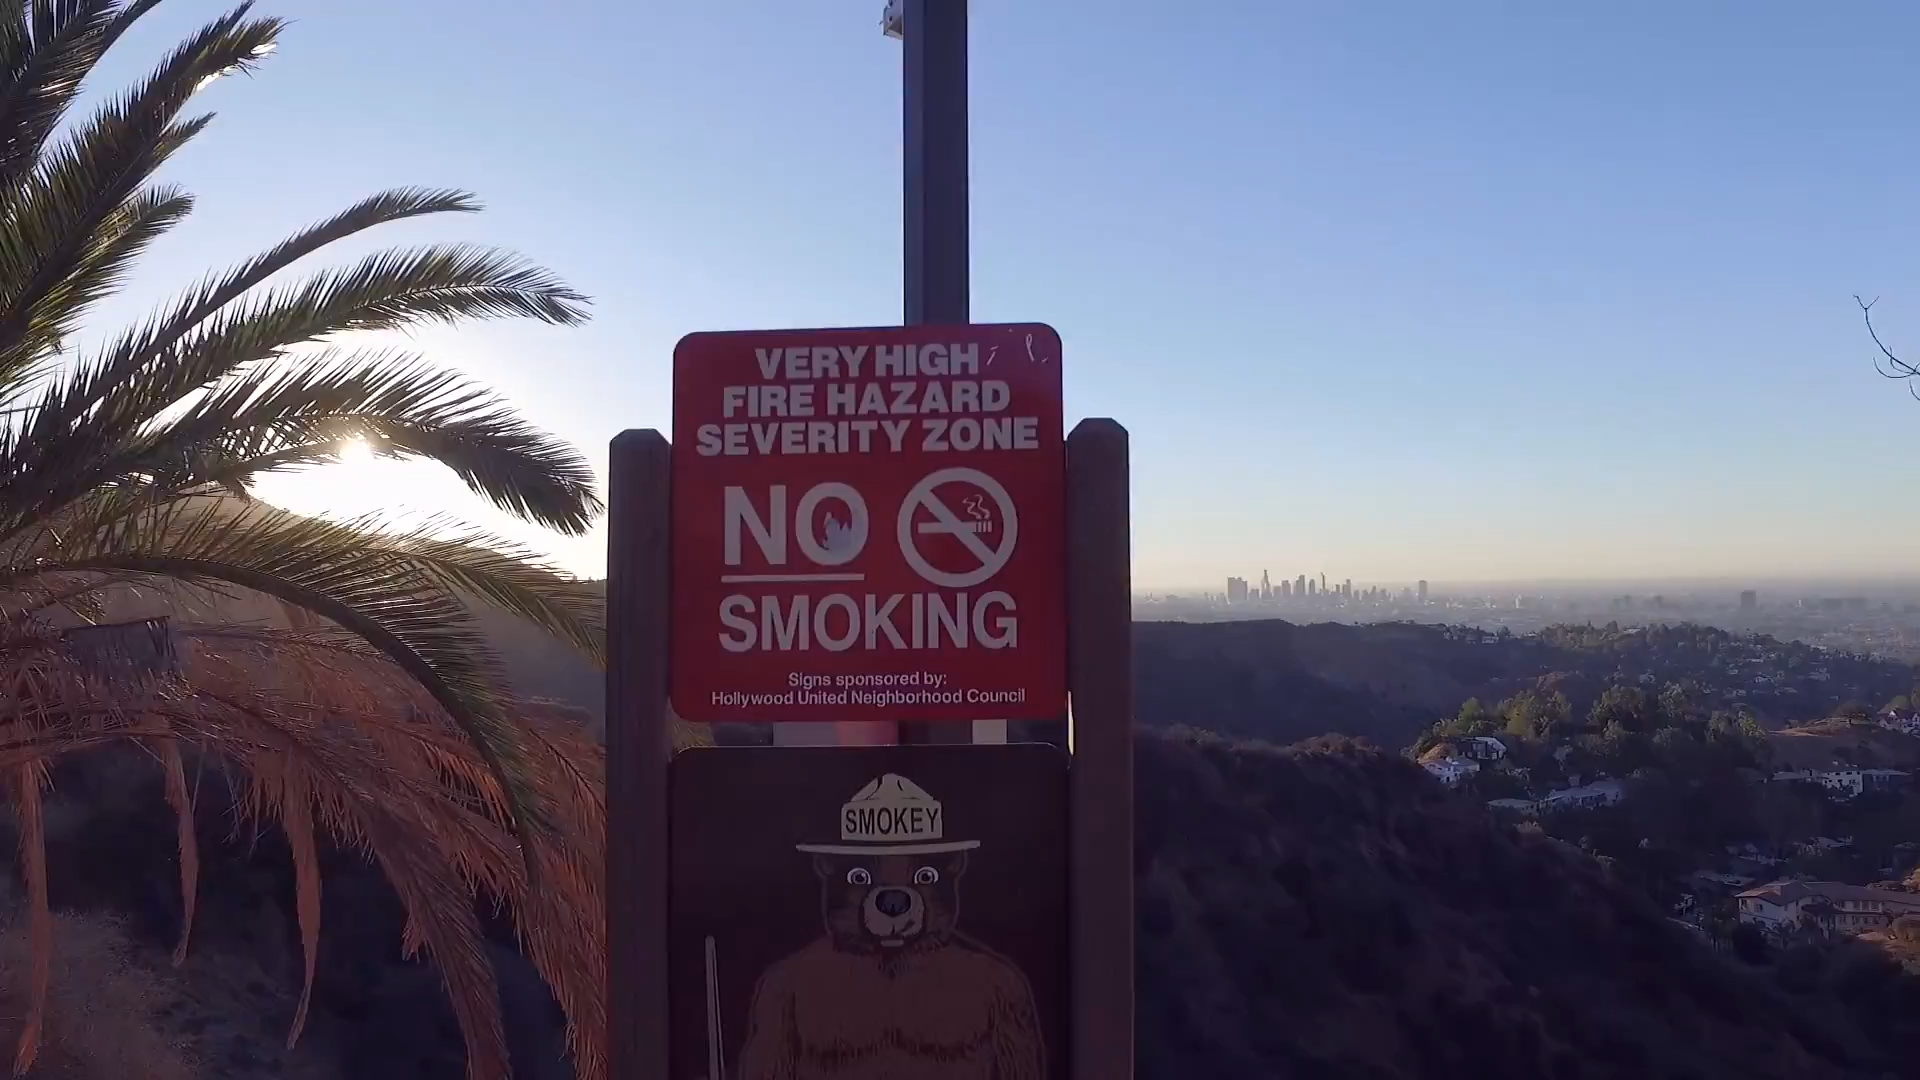 VERY HIGH
FIRE HAZARD
SEVERITY ZONE
NO
SMOKING
Signs sponsored by:
Hollywood United Neighborhood Council
SMOKEY